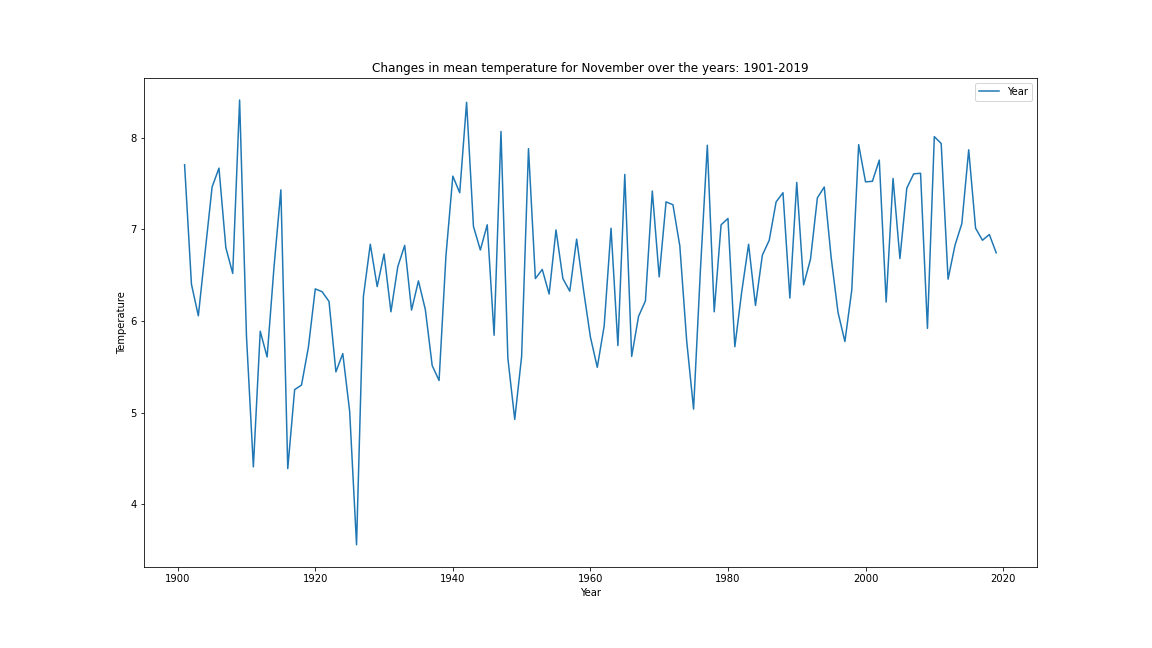 Changes in mean temperature for November over the years: 1901-2019
Year
8
7
6
5
4
Temperature
1900 1920 1940 1960 1980 2000 2020
Year